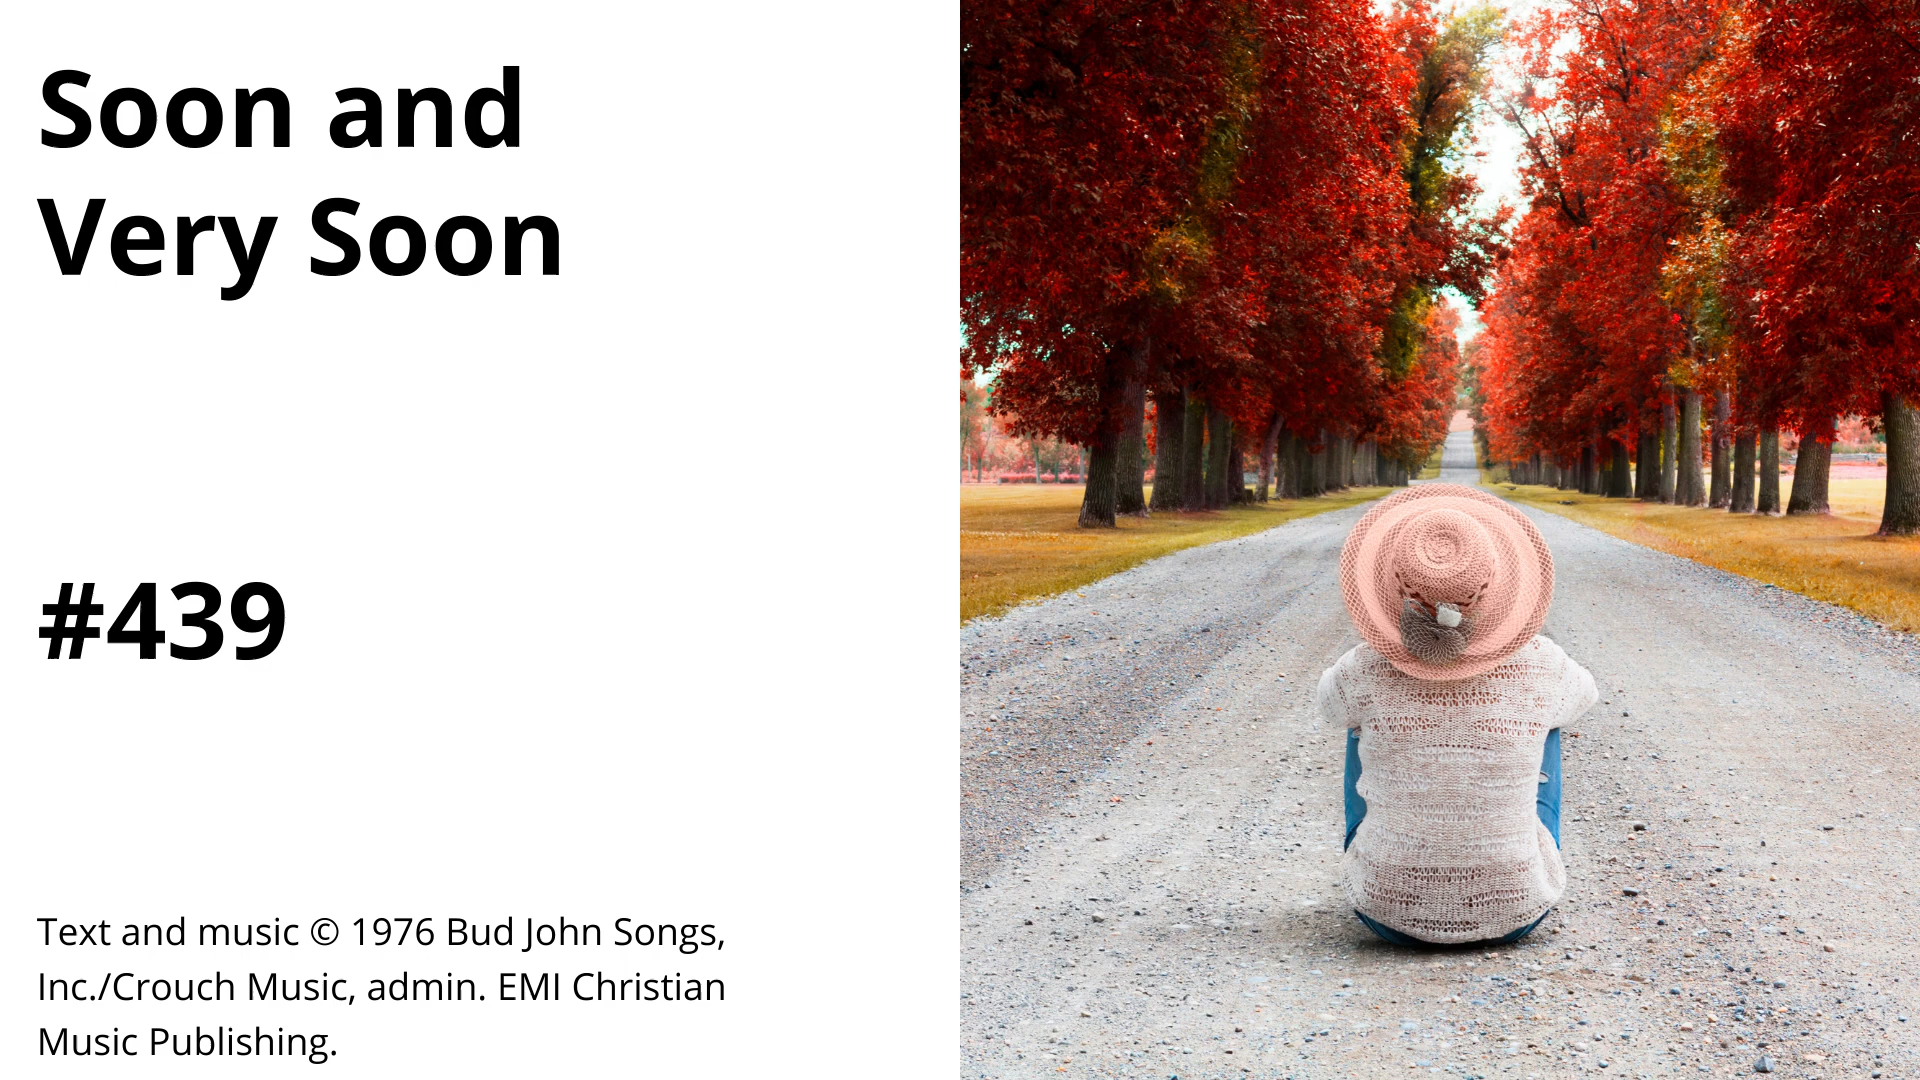 Soon and
Very Soon
#439
Text and music © 1976 Bud John Songs,
Inc./Crouch Music, admin. EMI Christian
Music Publishing.